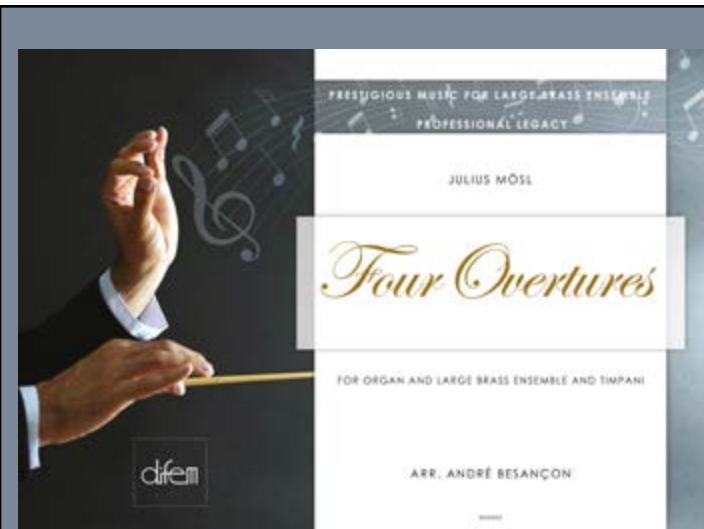 PRESTIGIOUS MUSIC FOR LARGE BRASS ENSEMBLE
PROFESSIONAL LEGACY
JULIUS MÖSL
Four Overtures
FOR ORGAN AND LARGE BRASS ENSEMBLE AND TIMPANI
difem
ARR. ANDRÉ BESANÇON